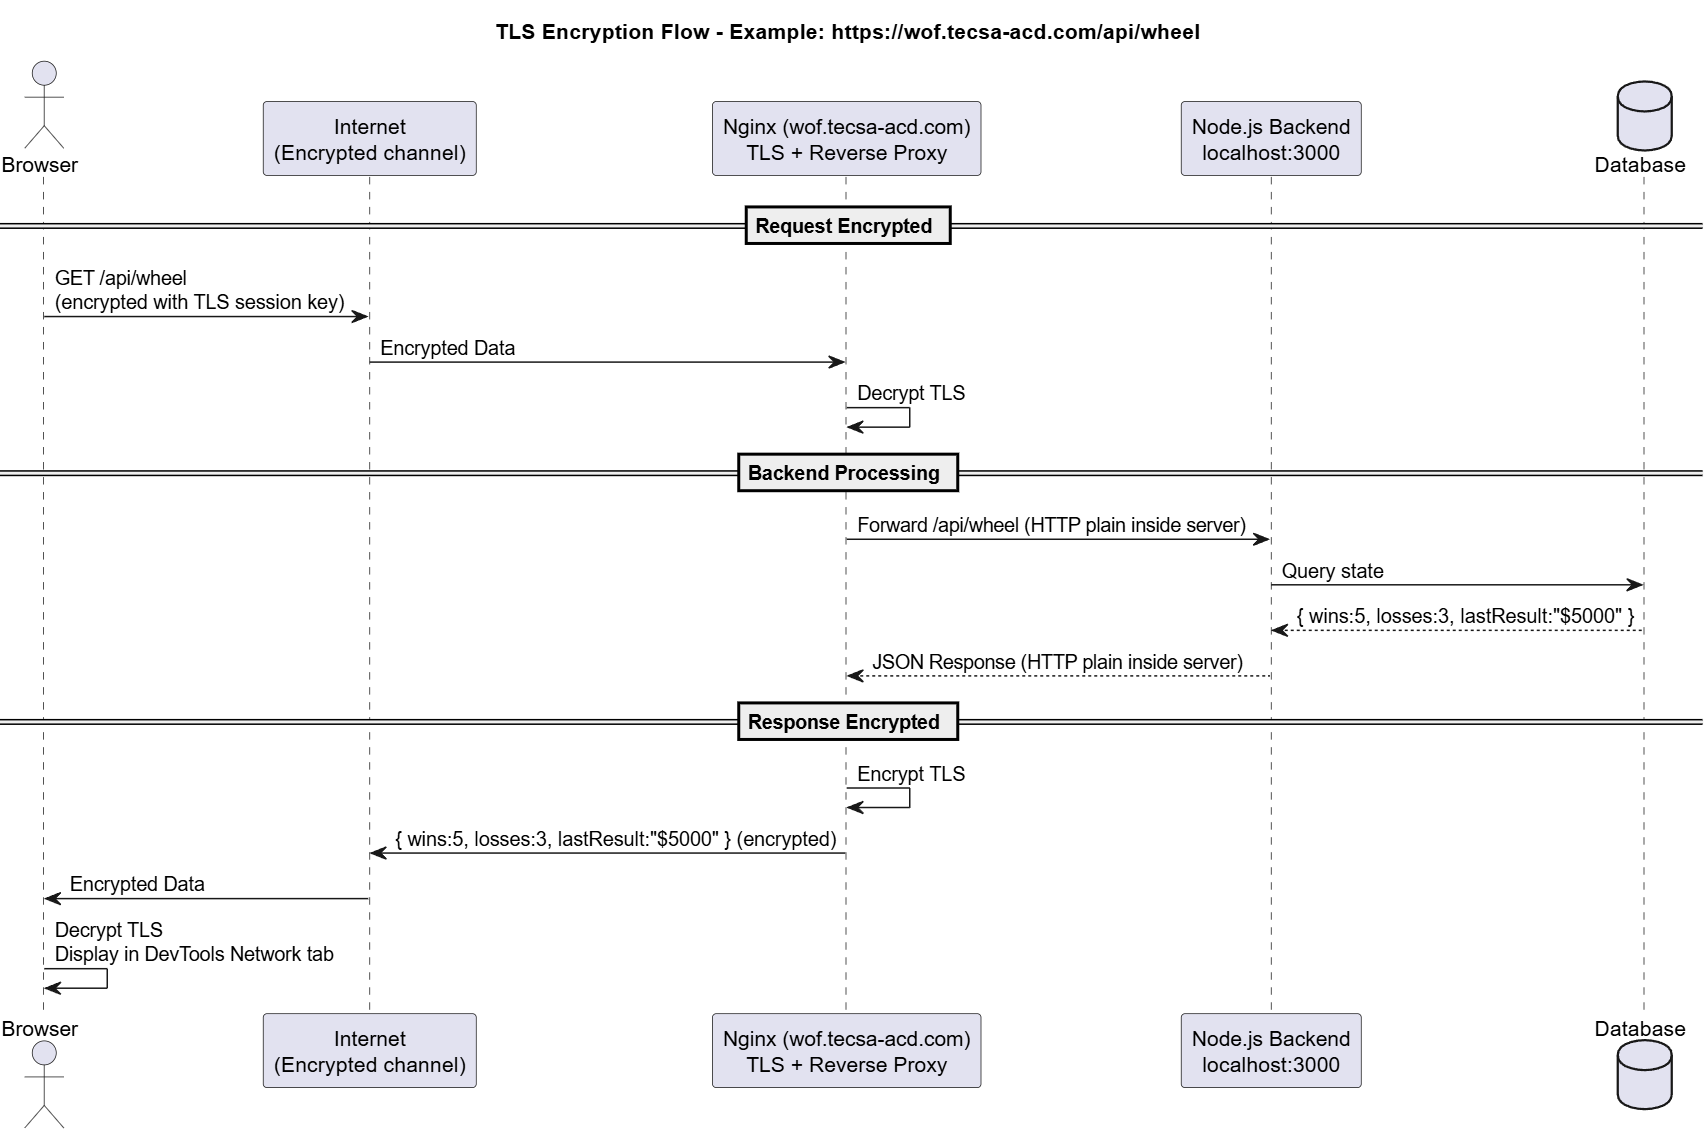 TLS Encryption Flow - Example: https://wof.tecsa-acd.com/api/wheel
Browser
Internet
(Encrypted channel)
Nginx (wof.tecsa-acd.com)
TLS + Reverse Proxy
Node.js Backend
localhost:3000
Database
Request Encrypted
GET /api/wheel
(encrypted with TLS session key)
Encrypted Data
Decrypt TLS
Backend Processing
Forward /api/wheel (HTTP plain inside server)
Query state
{ wins:5, losses:3, lastResult:"$5000" }
JSON Response (HTTP plain inside server)
Response Encrypted
Encrypt TLS
{ wins:5, losses:3, lastResult:"$5000" } (encrypted)
Encrypted Data
Decrypt TLS
Display in DevTools Network tab
Browser
Internet
(Encrypted channel)
Nginx (wof.tecsa-acd.com)
TLS + Reverse Proxy
Node.js Backend
localhost:3000
Database